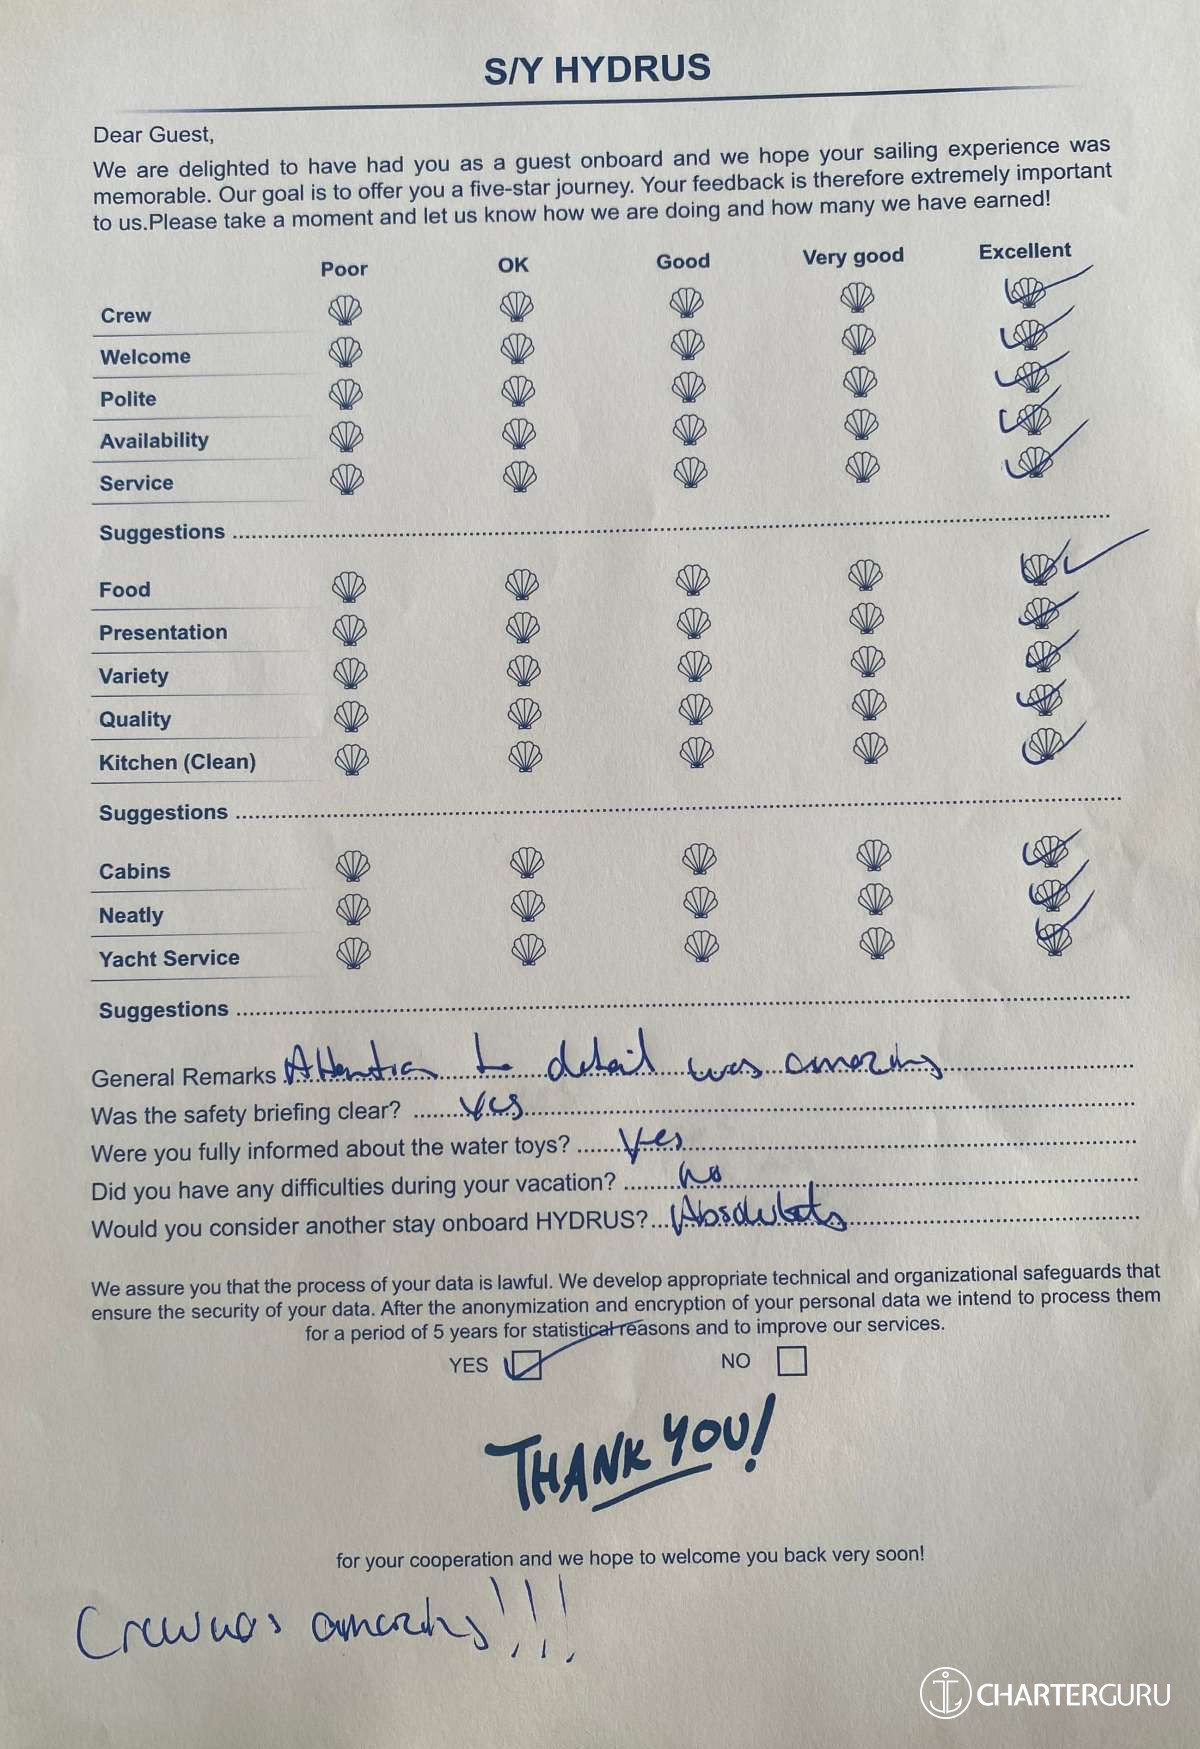 S/Y HYDRUS
Dear Guest,
We are delighted to have had you as a guest onboard and we hope your sailing experience was
memorable. Our goal is to offer you a five-star journey. Your feedback is therefore extremely important
to us.Please take a moment and let us know how we are doing and how many we have earned!
Poor OK Good Very good Excellent
Crew
Welcome
Polite
Availability
Service
Suggestions
Food
Presentation
Variety
Quality
Kitchen (Clean)
Suggestions
Cabins
Neatly
Yacht Service
Suggestions
General Remarks Attention to detail was amazing
Was the safety briefing clear? Yes
Were you fully informed about the water toys? Yes
Did you have any difficulties during your vacation? No
Would you consider another stay onboard HYDRUS? Absolutely
We assure you that the process of your data is lawful. We develop appropriate technical and organizational safeguards that
ensure the security of your data. After the anonymization and encryption of your personal data we intend to process them
for a period of 5 years for statistical reasons and to improve our services.
YES NO
THANK YOU!
for your cooperation and we hope to welcome you back very soon!
Crew was amazing!!!
CHARTERGURU